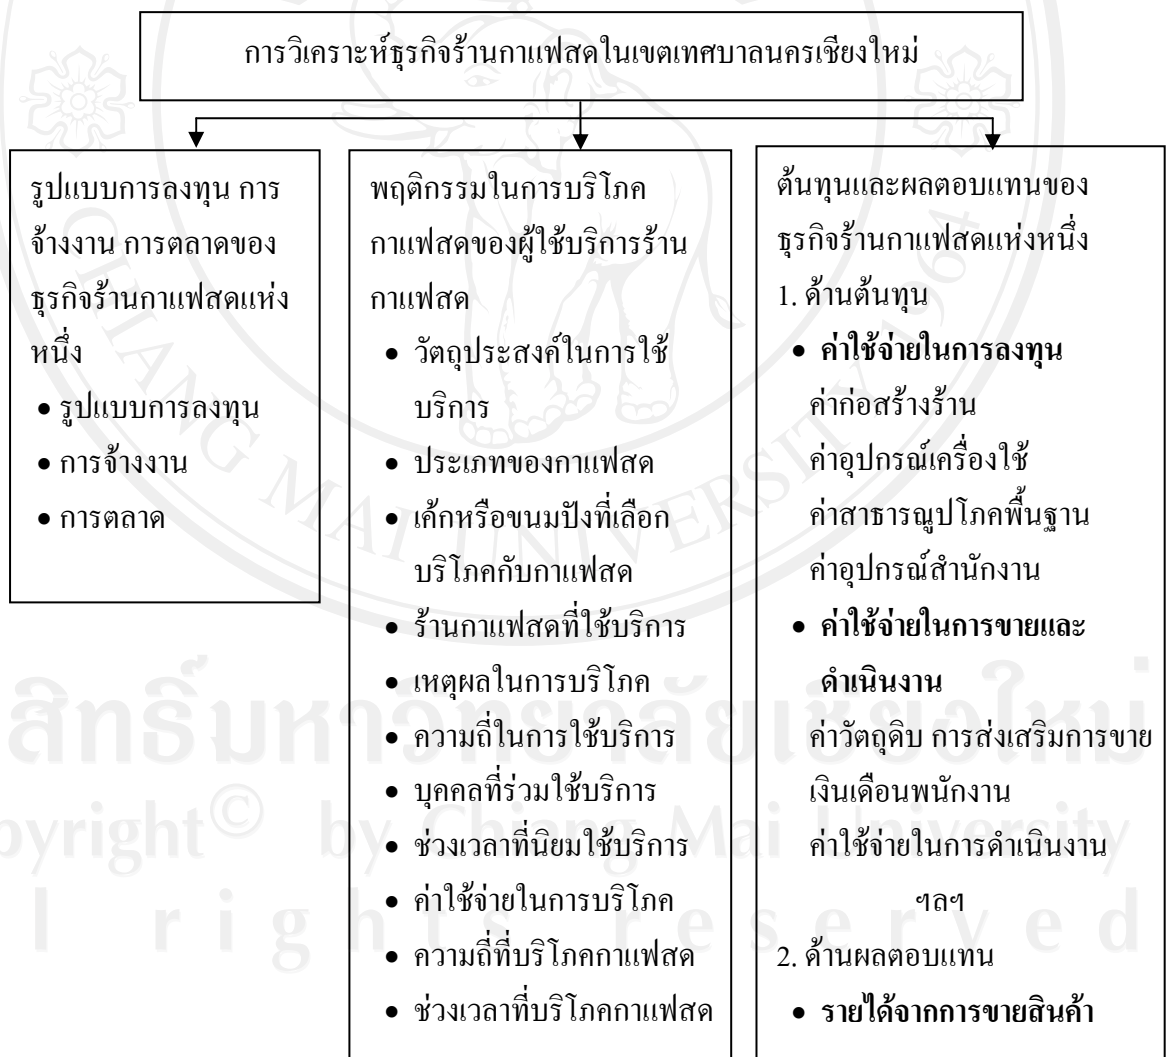 การวิเคราะห์ธุรกิจร้านกาแฟสดในเขตเทศบาลนครเชียงใหม่
รูปแบบการลงทุน การ
จ้างงาน การตลาดของ
ธุรกิจร้านกาแฟสดแห่ง
หนึ่ง
• รูปแบบการลงทุน
• การจ้างงาน
• การตลาด
พฤติกรรมในการบริโภค
กาแฟสดของผู้ใช้บริการร้าน
กาแฟสด
• วัตถุประสงค์ในการใช้
บริการ
• ประเภทของกาแฟสด
• เค้กหรือขนมปังที่เลือก
บริโภคกับกาแฟสด
• ร้านกาแฟสดที่ใช้บริการ
• เหตุผลในการบริโภค
• ความถี่ในการใช้บริการ
• บุคคลที่ร่วมใช้บริการ
• ช่วงเวลาที่นิยมใช้บริการ
• ค่าใช้จ่ายในการบริโภค
• ความถี่ที่บริโภคกาแฟสด
• ช่วงเวลาที่บริโภคกาแฟสด
ต้นทุนและผลตอบแทนของ
ธุรกิจร้านกาแฟสดแห่งหนึ่ง
1. ด้านต้นทุน
• ค่าใช้จ่ายในการลงทุน
ค่าก่อสร้างร้าน
ค่าอุปกรณ์เครื่องใช้
ค่าสาธารณูปโภคพื้นฐาน
ค่าอุปกรณ์สำนักงาน
• ค่าใช้จ่ายในการขายและ
ดำเนินงาน
ค่าวัตถุดิบ การส่งเสริมการขาย
เงินเดือนพนักงาน
ค่าใช้จ่ายในการดำเนินงาน
ฯลฯ
2. ด้านผลตอบแทน
• รายได้จากการขายสินค้า
CHIANG MAI UNIVERSITY 1964
สิทธิ์มหาวิทยาลัยเชียงใหม่
pyright© by Chiang Mai University
l rights reserved